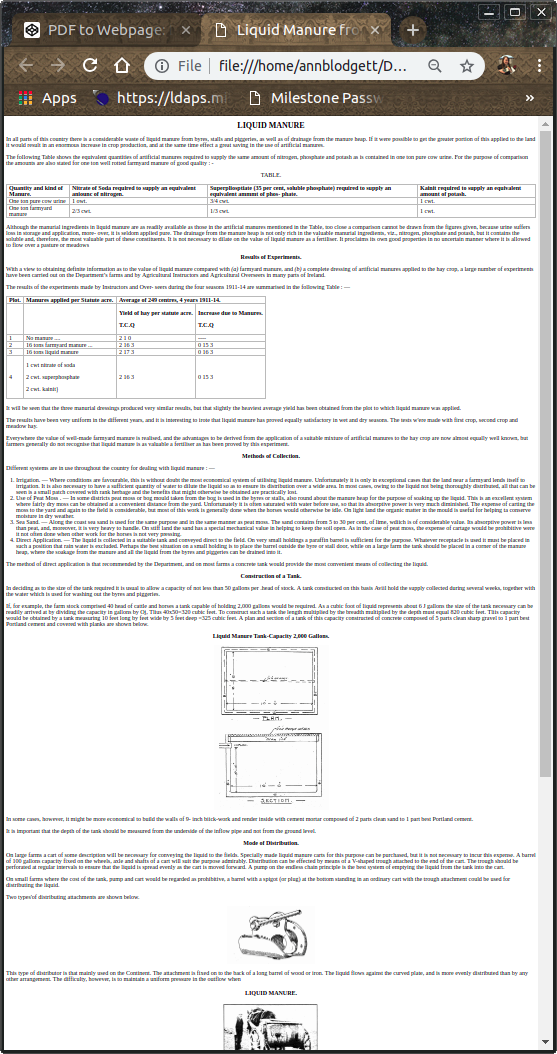 PDF to Webpage:
Liquid Manure fro
File
file:///home/annblodgett/D...
Apps
https://ldaps.mi
Milestone Passw
»
LIQUID MANURE
In all parts of this country there is a considerable waste of liquid manure from byres, stalls and piggeries, as well as of drainage from the manure heap. If it were possible to get the greater portion of this applied to the land
it would result in an enormous increase in crop production, and at the same time effect a great saving in the use of artificial manures.
The following Table shows the equivalent quantities of artificial manures required to supply the same amount of nitrogen, phosphate and potash as is contained in one ton pure cow urine. For the purpose of comparison
the amounts are also stated for one ton well rotted farmyard manure of good quality : -
TABLE.
Quantity and kind of Nitrate of Soda required to supply an equivalent Superpliosptiate (35 per cent, soluble phosphate) required to supply an Kainit required to supply an equivalent
Manure. aniounc of nitrogen. equivalent ammmt of phos- plate. amount of potash.
One ton pure cow urine 1 owt. 3/4 cwt. 1 cwt.
One ton farmyard
manure 2/3 cwt. 1/3 cwt. 1 cwt.
Although the manurial ingredients in liquid manure are as readily available as those in the artificial manures mentioned in the Table, too close a comparison cannot be drawn from the figures given, because urine suffers
loss in storage and application, more- over, it is seldom applied pure. The drainage from the manure heap is not only rich in the valuable manurial ingredients, viz., nitrogen, phosphate and potash, but it contains the
soluble and, therefore, the most valuable part of these constituents. It is not necessary to dilate on the value of liquid manure as a fertiliser. It proclaims its own good properties in no uncertain manner where it is allowed
to flow over a pasture or meadows
Results of Experiments.
With a view to obtaining definite information as to the value of liquid manure compared with (a) farmyard manure, and (b) a complete dressing of artificial manures applied to the hay crop, a large number of experiments
have been carried out on the Department's farms and by Agricultural Instructors and Agricultural Overseers in many parts of Ireland.
The results of the experiments made by Instructors and Over- seers during the four seasons 1911-14 are summarised in the following Table : —
Plot. Manures applied per Statute acre. Average of 249 centres, 4 years 1911-14.
Yield of hay per statute acre. Increase due to Manures.
T.C.Q T.C.Q
1 No manure .... 2 1 0 ----
2 16 tons farmyard manure ... 2 16 3 0 15 3
3 16 tons liquid manure 2 17 3 0 16 3
1 cwt nitrate of soda
4 2 cwt. superphosphate 2 16 3 0 15 3
2 cwt. kainit)
It will be seen that the three manurial dressings produced very similar results, but that slightly the heaviest average yield has been obtained from the plot to which liquid manure was applied.
The results have been very uniform in the different years, and it is interesting to trote that liquid manure has proved equally satisfactory in wet and dry seasons. The tests w're made with first crop, second crop and
meadow hay.
Everywhere the value of well-made farmyard manure is realised, and the advantages to be derived from the application of a suitable mixture of artificial manures to the hay crop are now almost equally well known, but
farmers generally do not recognise that liquid manure is as valuable a fertiliser as has been proved by this experiment.
Methods of Collection.
Different systems are in use throughout the country for dealing with liquid manure : —
1. Irrigation. — Where conditions are favourable, this is without doubt the most economical system of utilising liquid manure. Unfortunately it is only in exceptional cases that the land near a farmyard lends itself to
irrigation. It is also necessary to have a sufficient quantity of water to dilute the liquid so as to ensure its distribution over a wide area. In most cases, owing to the liquid not being thoroughly distributed, all that can be
seen is a small patch covered with rank herbage and the benefits that might otherwise be obtained are practically lost.
2. Use of Peat Moss . — In some districts peat moss or bog mould taken from the bog is used in the byres or stalls, also round about the manure heap for the purpose of soaking up the liquid. This is an excellent system
where fairly dry moss can be obtained at a convenient distance from the yard. Unfortunately it is often saturated with water before use, so that its absorptive power is very much diminished. The expense of carting the
moss to the yard and again to the field is considerable, but most of this work is generally done when the horses would otherwise be idle. On light land the organic matter in the mould is useful for helping to conserve
moisture in dry weather.
3. Sea Sand. — Along the coast sea sand is used for the same purpose and in the same manner as peat moss. The sand contains from 5 to 30 per cent, of lime, which is of considerable value. Its absorptive power is less
than peat, and, moreover, it is very heavy to handle. On stiff land the sand has a special mechanical value in helping to keep the soil open. As in the case of peat moss, the expense of carriage would be prohibitive were
it not often done when other work for the horses is not very pressing.
4. Direct Application. — The liquid is collected in a suitable tank and conveyed direct to the field. On very small holdings a paraffin barrel is sufficient for the purpose. Whatever receptacle is used it must be placed in
such a position that rain water is excluded. Perhaps the best situation on a small holding is to place the barrel outside the byre or stall door, while on a large farm the tank should be placed in a corner of the manure
heap, where the soakage from the manure and all the liquid from the byres and piggeries can be drained into it.
The method of direct application that is recommended by the Department, and on most farms a concrete tank would provide the most convenient means of collecting the liquid.
Construction of a Tank.
In deciding as to the size of the tank required it is usual to allow a capacity of not less than 50 gallons per .head of stock. A tank constructed on this basis Avill hold the supply collected during several weeks, together with
the water which is used for washing out the byres and piggeries.
If, for example, the farm stock comprised 40 head of cattle and horses a tank capable of holding 2,000 gallons would be required. As a cubic foot of liquid represents about 6 J gallons the size of the tank necessary can be
readily arrived at by dividing the capacity in gallons by Oj, Tliius 40x50=320 cubic feet. To construct such a tank the length multiplied by the breadth multiplied by the depth must equal 820 cubic feet. This capacity
would be obtained by a tank measuring 10 feet long by feet wide by 5 feet deep =325 cubic feet. A plan and section of a tank of this capacity constructed of concrete composed of 5 parts clean sharp gravel to 1 part best
Portland cement and covered with planks are shown below.
Liquid Manure Tank-Capacity 2,000 Gallons.
— PLAN. —
— SECTION. —
In some cases, however, it might be more economical to build the walls of 9- inch brick-work and render inside with cement mortar composed of 2 parts clean sand to 1 part best Portland cement.
It is important that the depth of the tank should be measured from the underside of the inflow pipe and not from the ground level.
Mode of Distribution.
On large farms a cart of some description will be necessary for conveying the liquid to the fields. Specially made liquid manure carts for this purpose can be purchased, but it is not necessary to incur this expense. A barrel
of 100 gallons capacity fixed on the wheels, axle and shafts of a cart will suit the purpose admirably. Distribution can be effected by means of a V-shaped trough attached to the end of the cart. The trough should be
perforated at regular intervals to ensure that the liquid is spread evenly as the cart is moved forward. A pump on the endless chain principle is the best system of emptying the liquid from the tank into the cart.
On small farms where the cost of the tank, pump and cart would be regarded as prohibitive, a barrel with a spigot (or plug) at the bottom standing in an ordinary cart with the trough attachment could be used for
distributing the liquid.
Two types'of distributing attachments are shown below.
This type of distributor is that mainly used on the Continent. The attachment is fixed on to the back of a long barrel of wood or iron. The liquid flows against the curved plate, and is more evenly distributed than by any
other arrangement. The difficulty, however, is to maintain a uniform pressure in the outflow when
LIQUID MANURE.